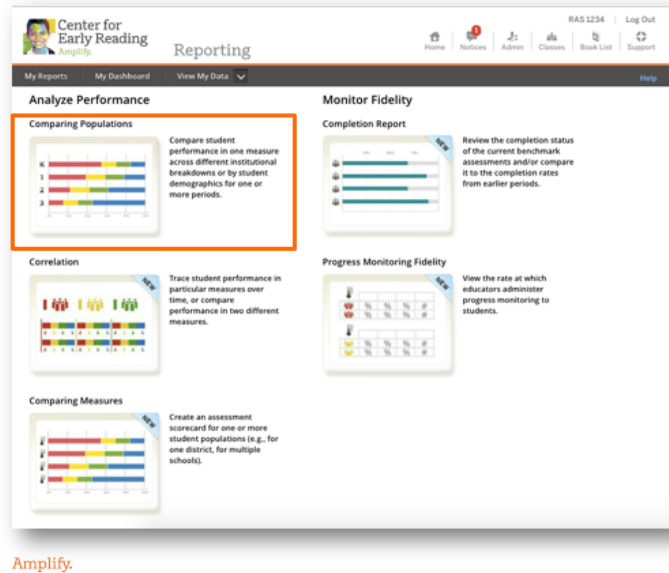 Center for
Early Reading
Amplify.
Reporting
RAS1234 | Log Out
Home
Notices
Admin
Classes
Book List
Support
My Reports
My Dashboard
View My Data
Help
Analyze Performance
Comparing Populations
Compare student
performance in one measure
across different institutional
breakdowns or by student
demographics for one or
more periods.
K
1
2
3
Correlation
NEW
Trace student performance in
particular measures over
time, or compare
performance in two different
measures.
Comparing Measures
NEW
Create an assessment
scorecard for one or more
student populations (e.g., for
one district, for multiple
schools).
Monitor Fidelity
Completion Report
NEW
Review the completion status
of the current benchmark
assessments and/or compare
it to the completion rates
from earlier periods.
Progress Monitoring Fidelity
NEW
% % % #
% % % #
% % % #
% % % #
View the rate at which
educators administer
progress monitoring to
students.
Amplify.